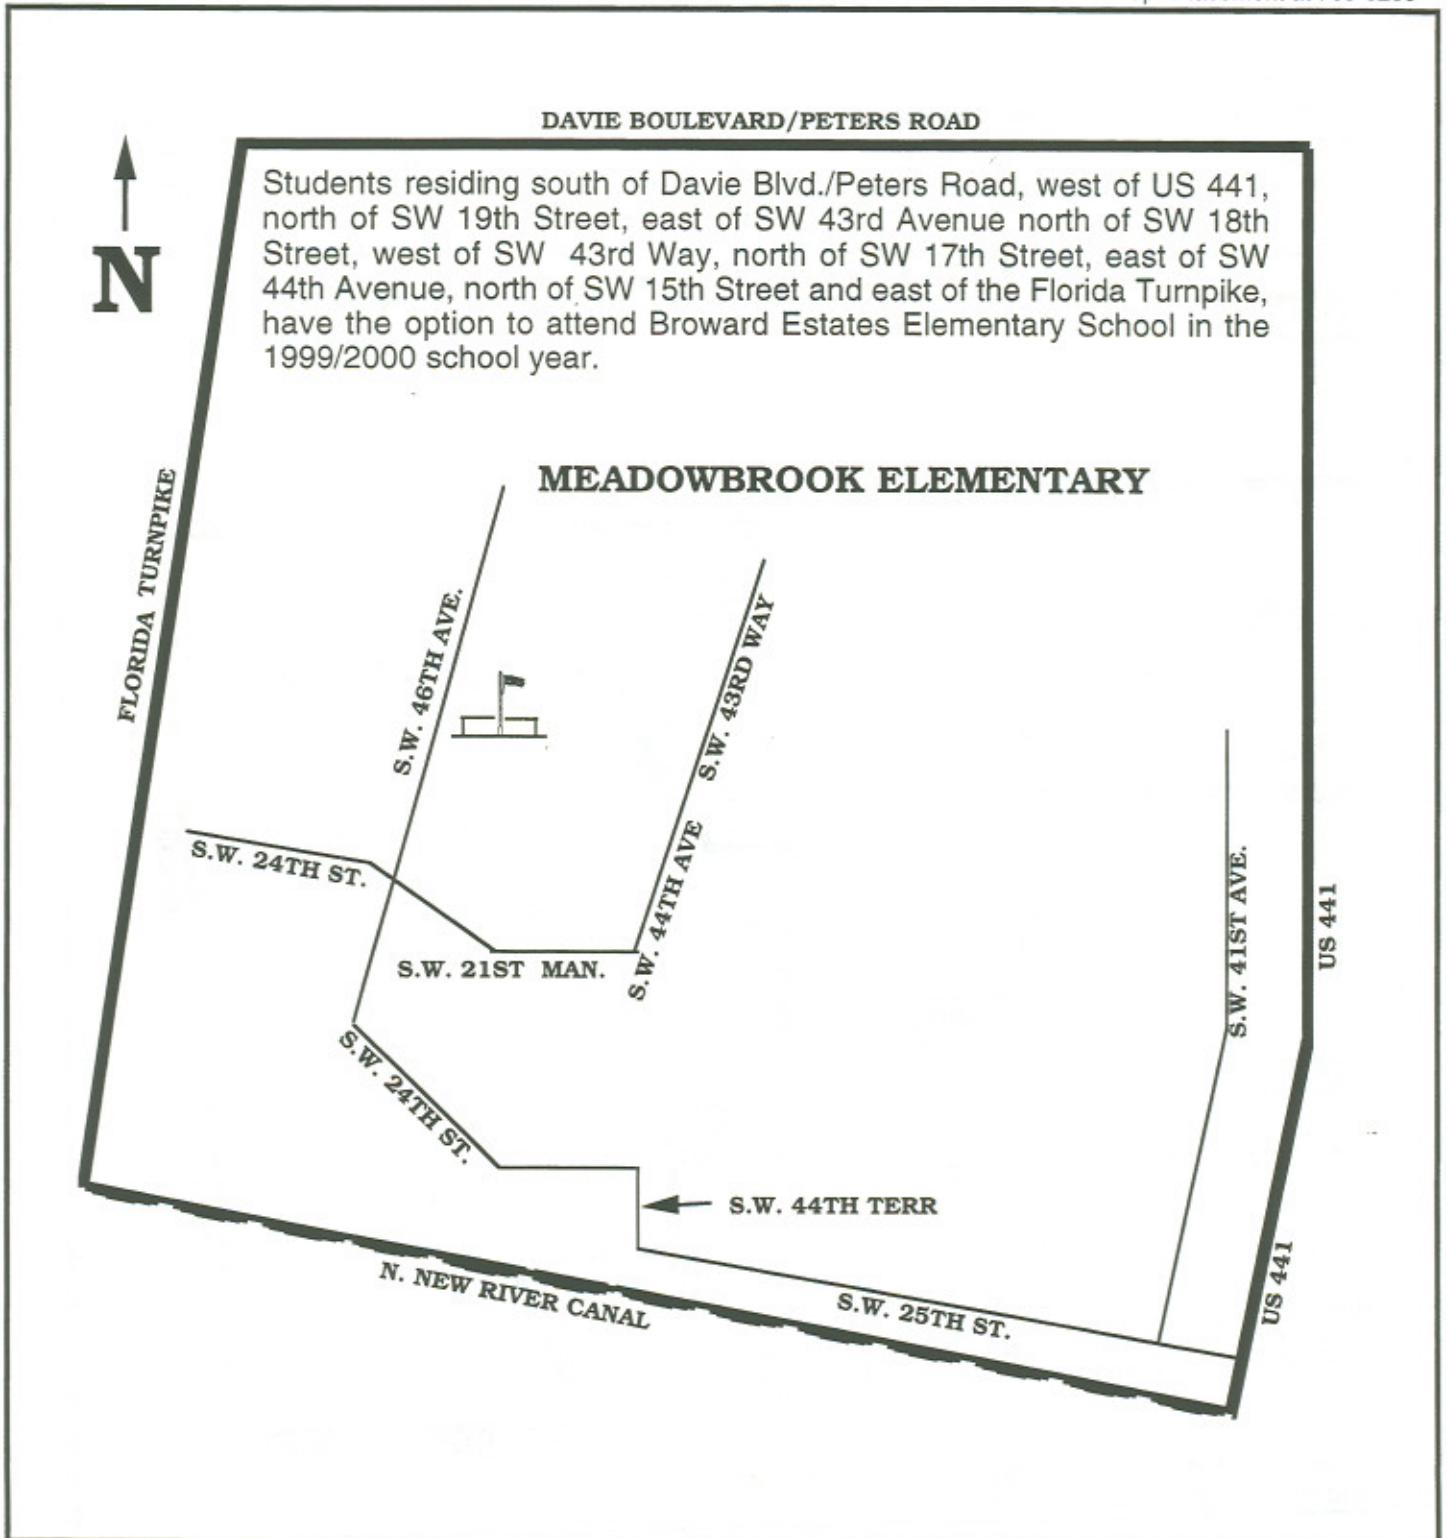 DAVIE BOULEVARD/PETERS ROAD
Students residing south of Davie Blvd./Peters Road, west of US 441,
north of SW 19th Street, east of SW 43rd Avenue north of SW 18th
Street, west of SW 43rd Way, north of SW 17th Street, east of SW
44th Avenue, north of SW 15th Street and east of the Florida Turnpike,
have the option to attend Broward Estates Elementary School in the
1999/2000 school year.
N
MEADOWBROOK ELEMENTARY
FLORIDA TURNPIKE
S.W. 46TH AVE.
S.W. 43RD WAY
S.W. 24TH ST.
S.W. 44TH AVE
S.W. 41ST AVE.
US 441
S.W. 21ST MAN.
S.W. 24TH ST.
S.W. 44TH TERR
N. NEW RIVER CANAL
S.W. 25TH ST.
US 441